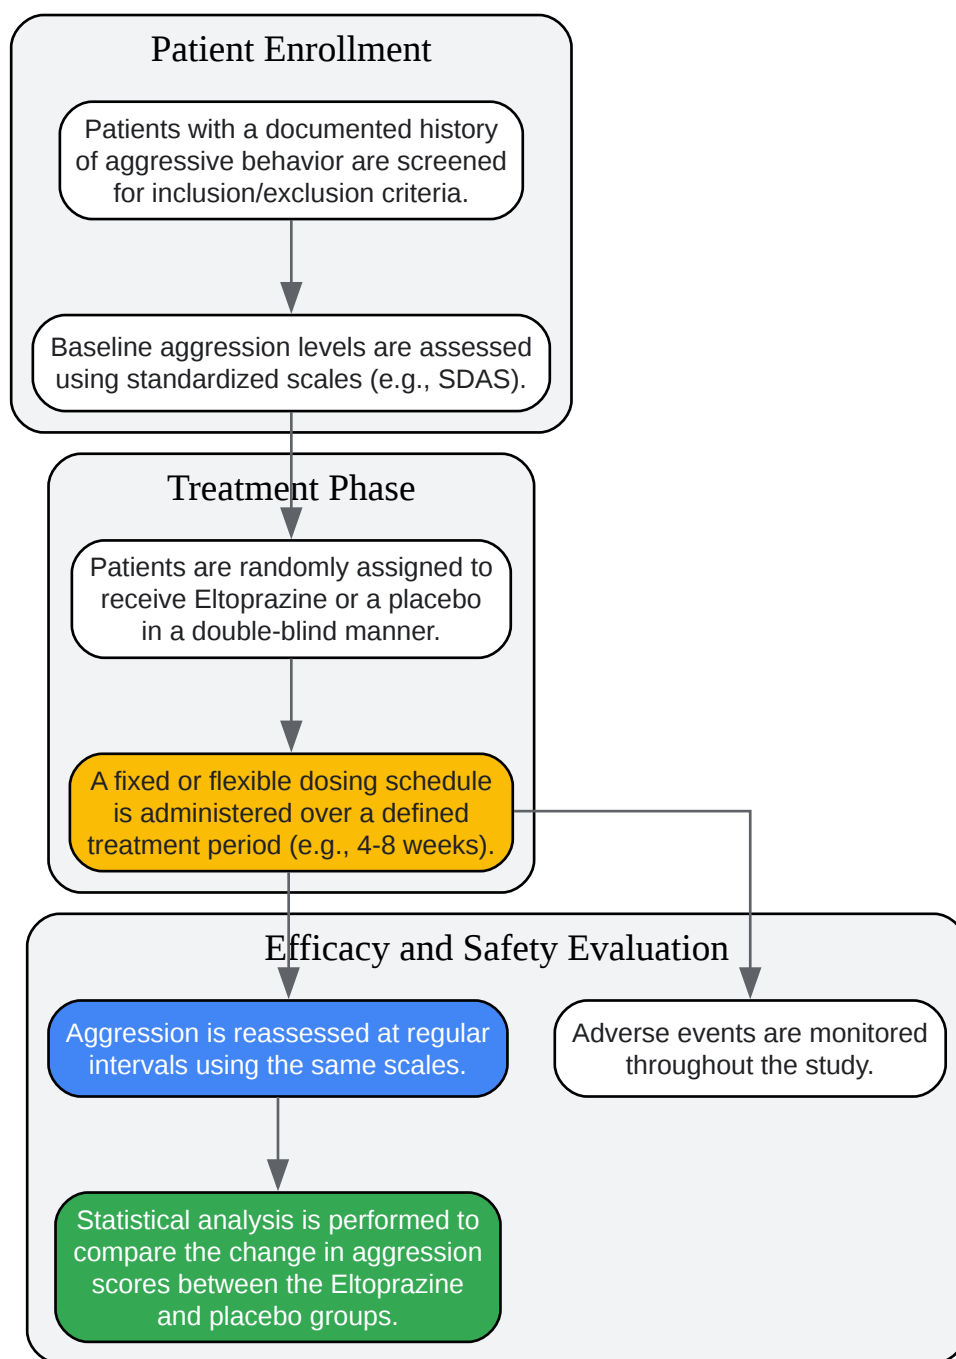 Patient Enrollment
Patients with a documented history
of aggressive behavior are screened
for inclusion/exclusion criteria.
Baseline aggression levels are assessed
using standardized scales (e.g., SDAS).
Treatment Phase
Patients are randomly assigned to
receive Eltoprazine or a placebo
in a double-blind manner.
A fixed or flexible dosing schedule
is administered over a defined
treatment period (e.g., 4-8 weeks).
Efficacy and Safety Evaluation
Aggression is reassessed at regular
intervals using the same scales.
Adverse events are monitored
throughout the study.
Statistical analysis is performed to
compare the change in aggression
scores between the Eltoprazine
and placebo groups.